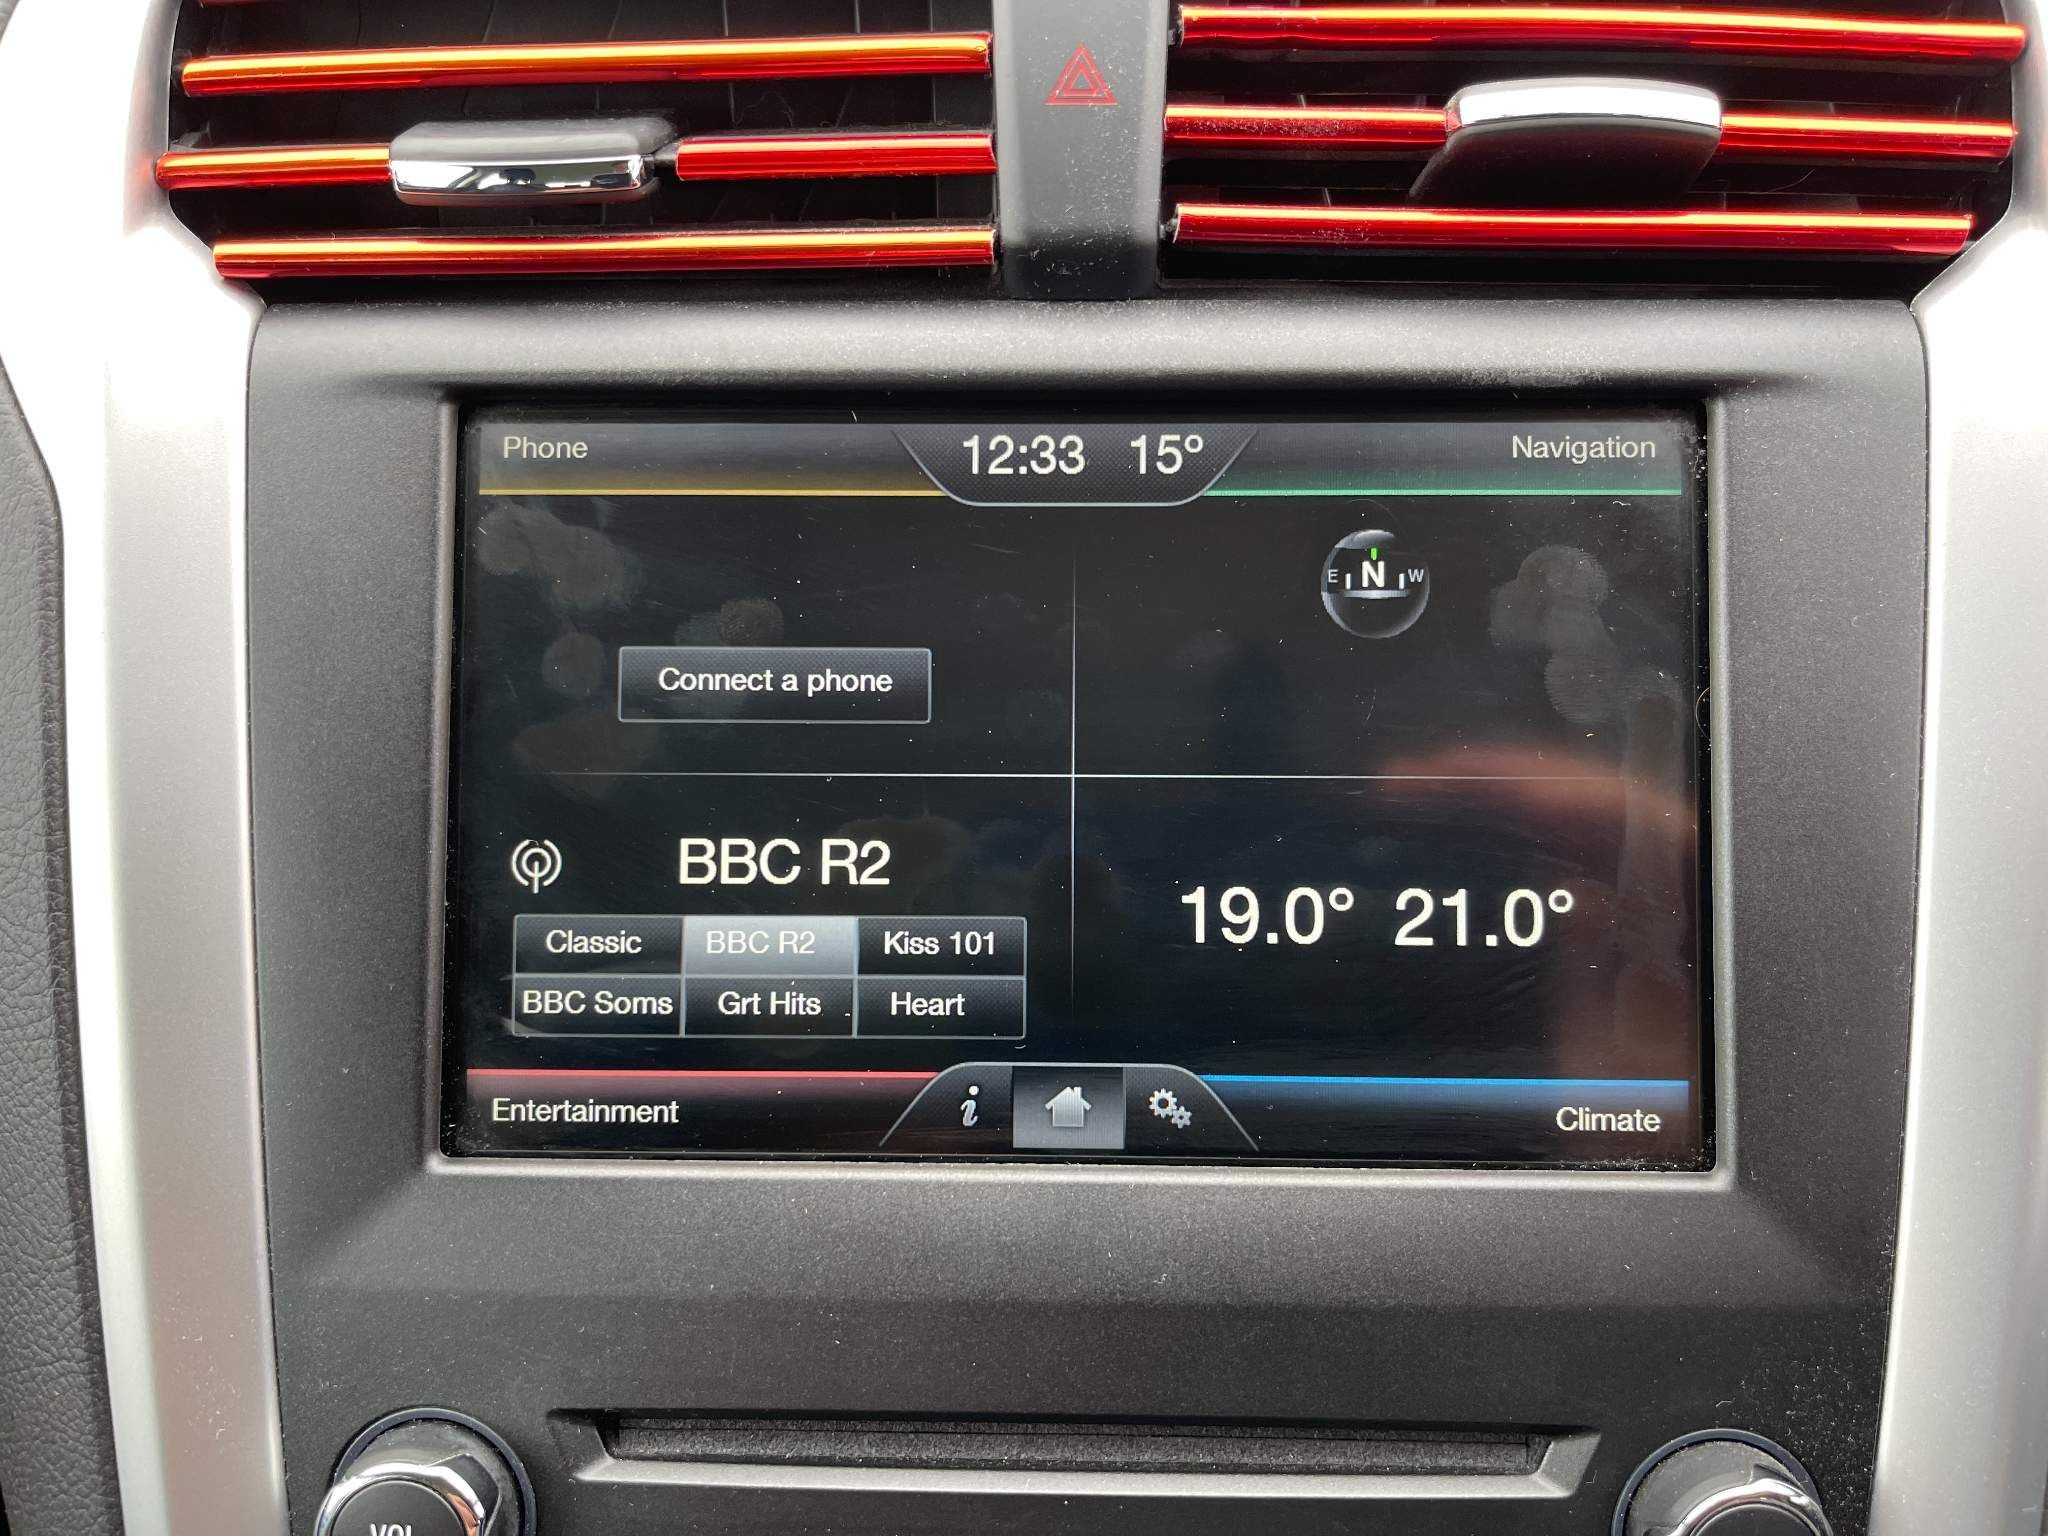 Phone
12:33 15°
Navigation
E N W
Connect a phone
BBC R2
Classic BBC R2 Kiss 101
BBC Soms Grt Hits Heart
19.0° 21.0°
Entertainment
i
Climate
VOL